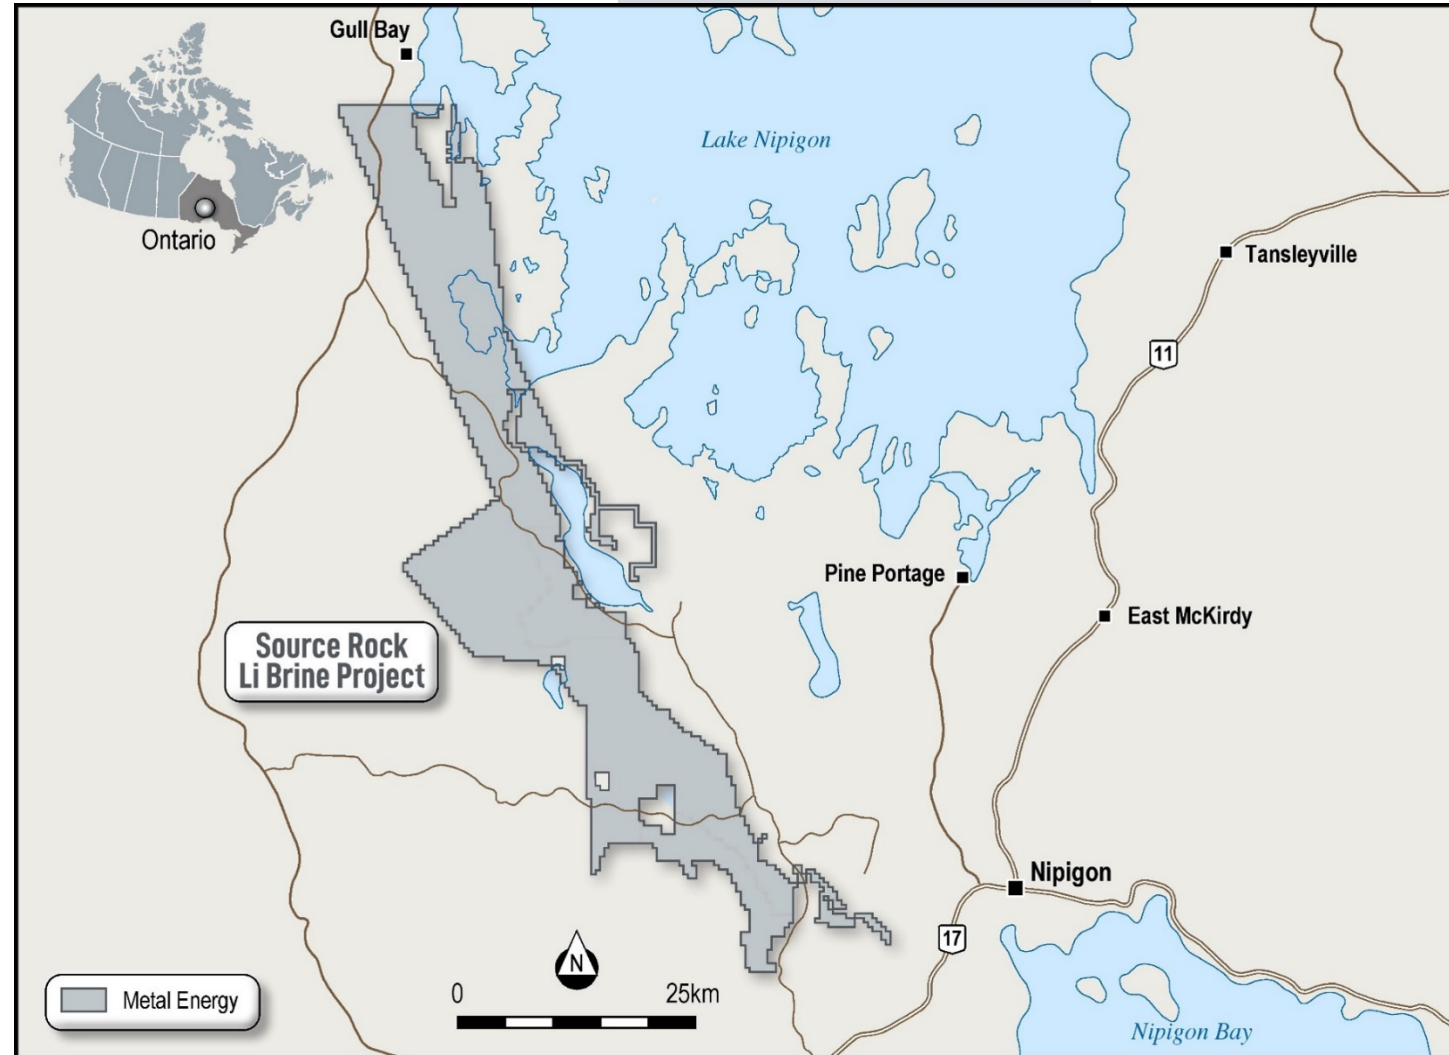 Gull Bay
Lake Nipigon
Ontario
Tansleyville
11
Pine Portage
East McKirdy
Source Rock
Li Brine Project
Nipigon
17
N
Metal Energy
0
25km
Nipigon Bay